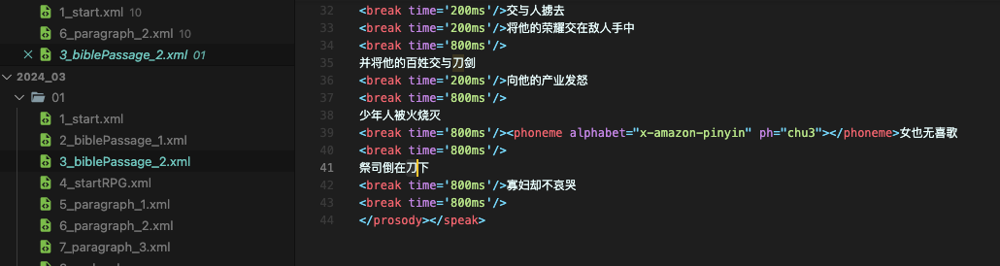 1_start.xml 10
6_paragraph_2.xml 10
3_biblePassage_2.xml 01
2024_03
01
1_start.xml
2_biblePassage_1.xml
3_biblePassage_2.xml
4_startRPG.xml
5_paragraph_1.xml
6_paragraph_2.xml
7_paragraph_3.xml
32 <break time='200ms'/>交与人掳去
33 <break time='200ms'/>将他的荣耀交在敌人手中
34 <break time='800ms'/>
35 并将他的百姓交与刀剑
36 <break time='200ms'/>向他的产业发怒
37 <break time='800ms'/>
38 少年人被火烧灭
39 <break time='800ms'/><phoneme alphabet="x-amazon-pinyin" ph="chu3"></phoneme>女也无喜歌
40 <break time='800ms'/>
41 祭司倒在刀下
42 <break time='800ms'/>寡妇却不哀哭
43 <break time='800ms'/>
44 </prosody></speak>